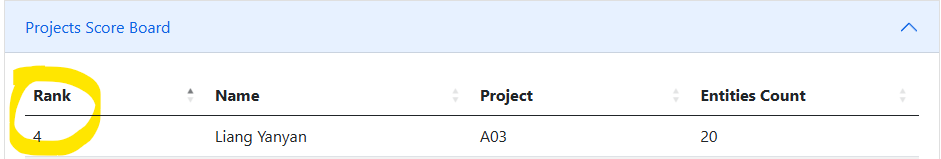 Projects Score Board
Rank Name Project Entities Count
4 Liang Yanyan A03 20